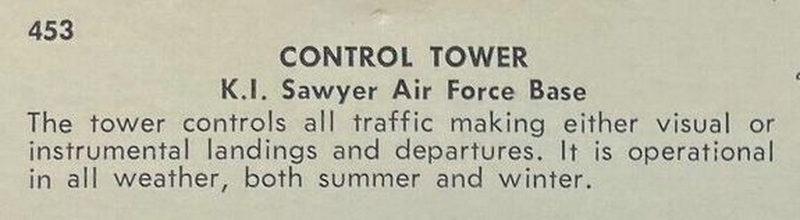 453
CONTROL TOWER
K.I. Sawyer Air Force Base
The tower controls all traffic making either visual or
instrumental landings and departures. It is operational
in all weather, both summer and winter.